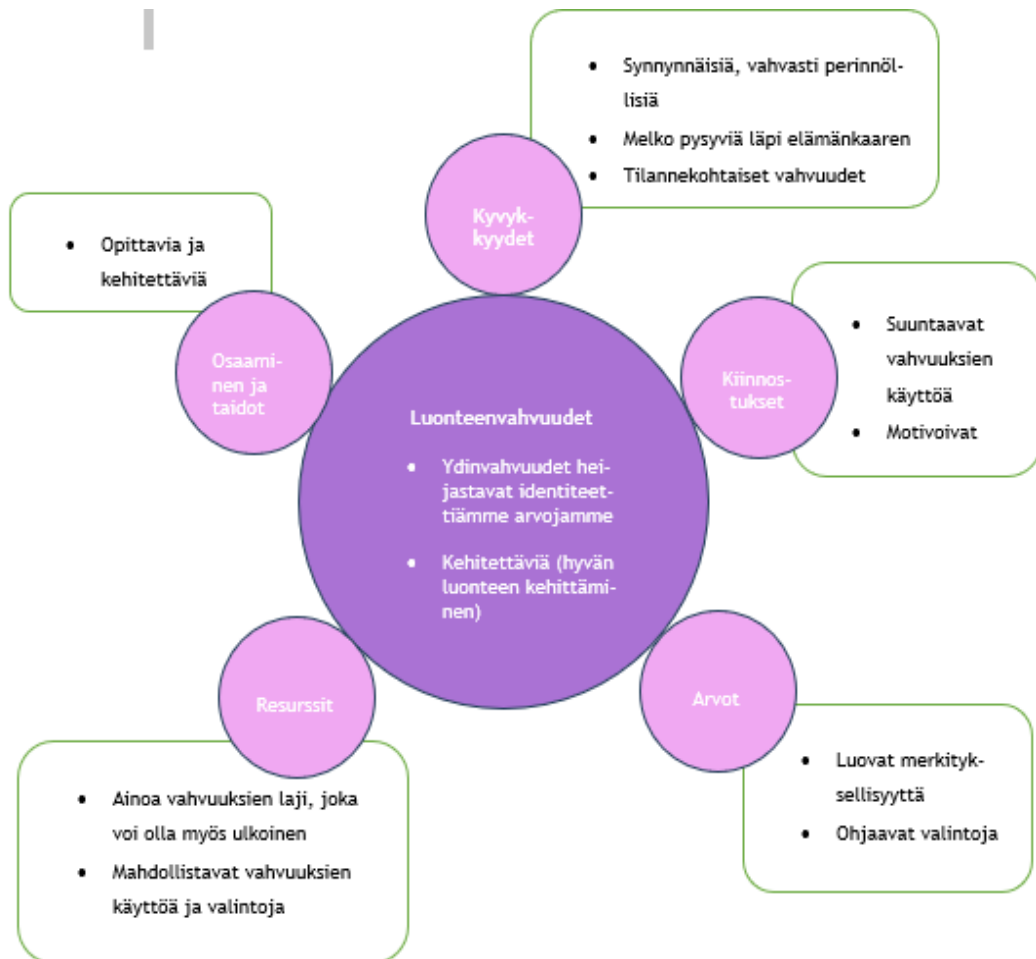 • Synnynnäisiä, vahvasti perinnöl-
lisiä
• Melko pysyviä läpi elämänkaaren
• Tilannekohtaiset vahvuudet
Kyvyk-
kyydet
• Opittavia ja
kehitettäviä
Osaami-
nen ja
taidot
• Suuntaavat
vahvuuksien
käyttöä
• Motivoivat
Kiinnos-
tukset
Luonteenvahvuudet
• Ydinvahvuudet hei-
jastavat identiteet-
tiämme arvojamme
• Kehitettäviä (hyvän
luonteen kehittämi-
nen)
Resurssit
• Ainoa vahvuuksien laji, joka
voi olla myös ulkoinen
• Mahdollistavat vahvuuksien
käyttöä ja valintoja
Arvot
• Luovat merkityk-
sellisyyttä
• Ohjaavat valintoja